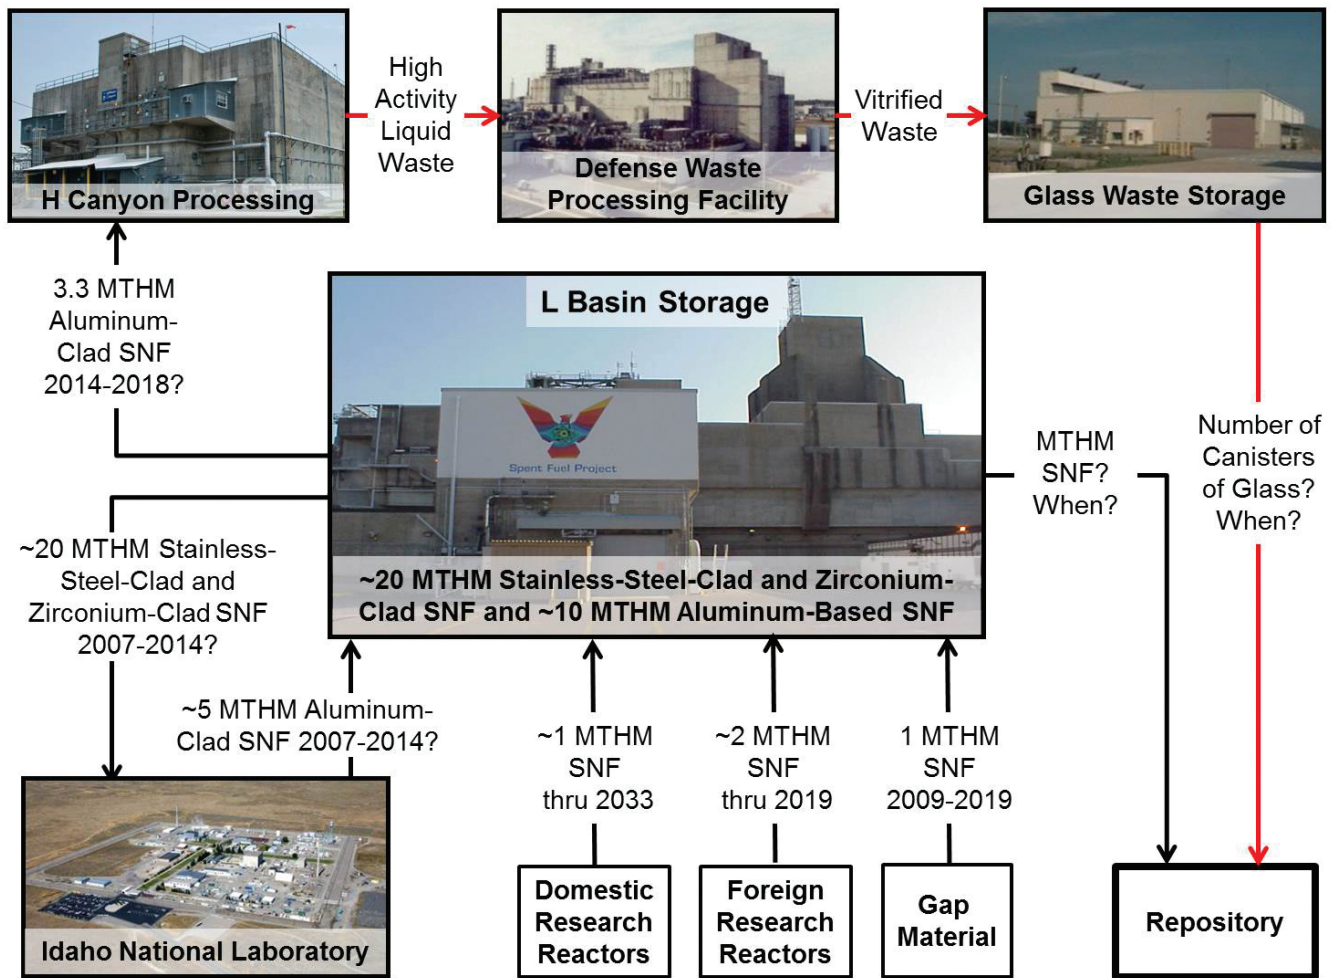 H Canyon Processing
High
Activity
Liquid
Waste
Defense Waste
Processing Facility
Vitrified
Waste
Glass Waste Storage
3.3 MTHM
Aluminum-
Clad SNF
2014-2018?
L Basin Storage
Spent Fuel Project
~20 MTHM Stainless-Steel-Clad and Zirconium-
Clad SNF and ~10 MTHM Aluminum-Based SNF
MTHM
SNF?
When?
Number of
Canisters
of Glass?
When?
~20 MTHM Stainless-
Steel-Clad and
Zirconium-Clad SNF
2007-2014?
~5 MTHM Aluminum-
Clad SNF 2007-2014?
~1 MTHM
SNF
thru 2033
~2 MTHM
SNF
thru 2019
1 MTHM
SNF
2009-2019
Idaho National Laboratory
Domestic
Research
Reactors
Foreign
Research
Reactors
Gap
Material
Repository